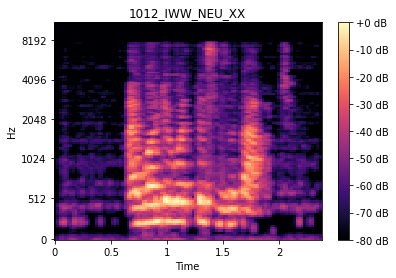 1012_IWW_NEU_XX
8192
4096
2048
1024
512
0
Hz
0
0.5
1
1.5
2
Time
+0 dB
-10 dB
-20 dB
-30 dB
-40 dB
-50 dB
-60 dB
-70 dB
-80 dB